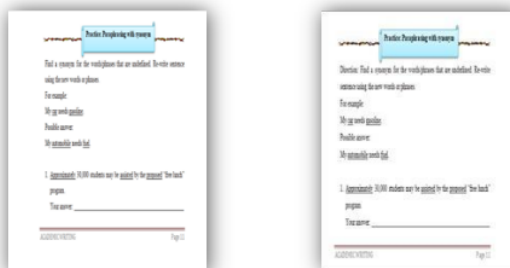 Practice: Paraphrasing with synonym
Find a synonym for the words/phrases that are underlined. Re-write sentence
using the new words or phrases.
For example:
My car needs gasoline.
Possible answer:
My automobile needs fuel.
1. Approximately 30,000 students may be assisted by the proposed "free lunch"
program.
Your answer:
ACADEMIC WRITING
Page 12
Practice: Paraphrasing with synonym
Direction: Find a synonym for the words/phrases that are underlined. Re-write
sentence using the new words or phrases.
For example:
My car needs gasoline.
Possible answer:
My automobile needs fuel.
1. Approximately 30,000 students may be assisted by the proposed "free lunch"
program.
Your answer:
ACADEMIC WRITING
Page 12